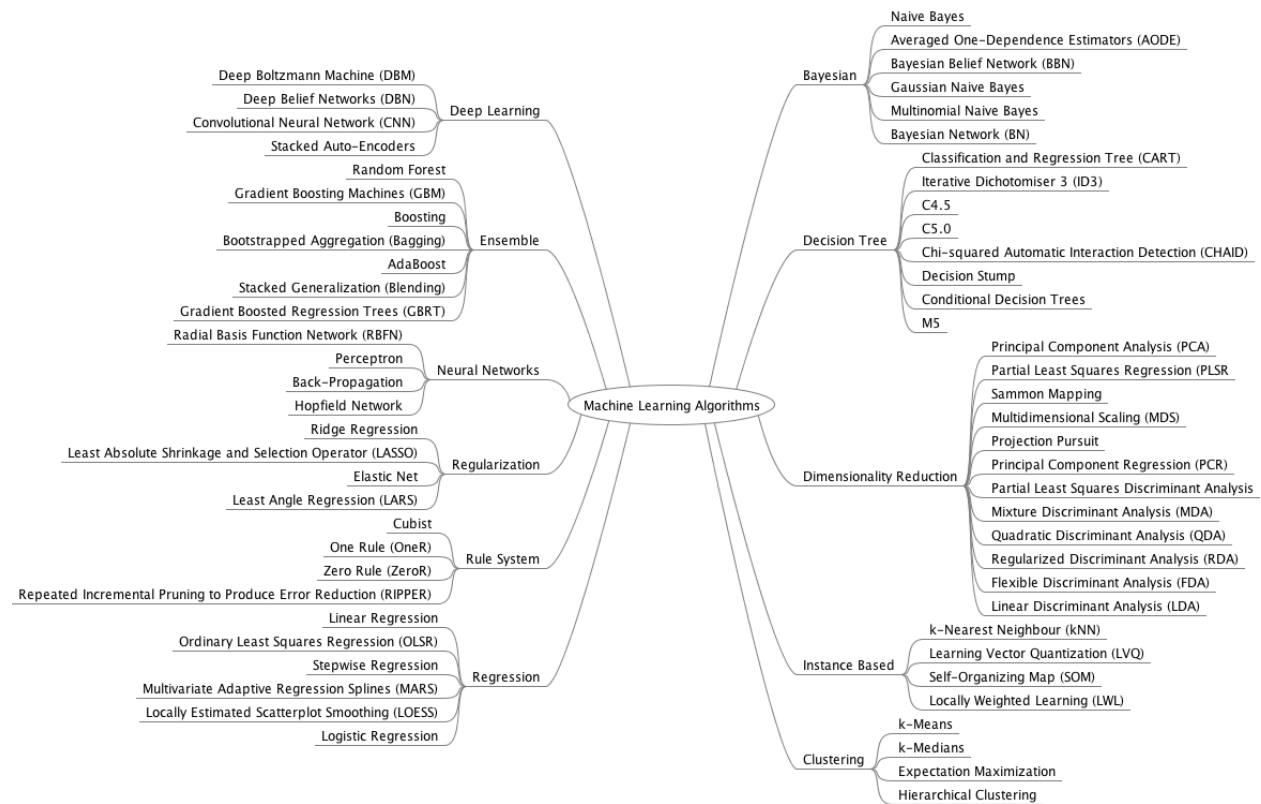 Machine Learning Algorithms
Deep Learning
Deep Boltzmann Machine (DBM)
Deep Belief Networks (DBN)
Convolutional Neural Network (CNN)
Stacked Auto-Encoders
Ensemble
Random Forest
Gradient Boosting Machines (GBM)
Boosting
Bootstrapped Aggregation (Bagging)
AdaBoost
Stacked Generalization (Blending)
Gradient Boosted Regression Trees (GBRT)
Neural Networks
Radial Basis Function Network (RBFN)
Perceptron
Back-Propagation
Hopfield Network
Regularization
Ridge Regression
Least Absolute Shrinkage and Selection Operator (LASSO)
Elastic Net
Least Angle Regression (LARS)
Rule System
Cubist
One Rule (OneR)
Zero Rule (ZeroR)
Repeated Incremental Pruning to Produce Error Reduction (RIPPER)
Regression
Linear Regression
Ordinary Least Squares Regression (OLSR)
Stepwise Regression
Multivariate Adaptive Regression Splines (MARS)
Locally Estimated Scatterplot Smoothing (LOESS)
Logistic Regression
Bayesian
Naive Bayes
Averaged One-Dependence Estimators (AODE)
Bayesian Belief Network (BBN)
Gaussian Naive Bayes
Multinomial Naive Bayes
Bayesian Network (BN)
Decision Tree
Classification and Regression Tree (CART)
Iterative Dichotomiser 3 (ID3)
C4.5
C5.0
Chi-squared Automatic Interaction Detection (CHAID)
Decision Stump
Conditional Decision Trees
M5
Dimensionality Reduction
Principal Component Analysis (PCA)
Partial Least Squares Regression (PLSR
Sammon Mapping
Multidimensional Scaling (MDS)
Projection Pursuit
Principal Component Regression (PCR)
Partial Least Squares Discriminant Analysis
Mixture Discriminant Analysis (MDA)
Quadratic Discriminant Analysis (QDA)
Regularized Discriminant Analysis (RDA)
Flexible Discriminant Analysis (FDA)
Linear Discriminant Analysis (LDA)
Instance Based
k-Nearest Neighbour (kNN)
Learning Vector Quantization (LVQ)
Self-Organizing Map (SOM)
Locally Weighted Learning (LWL)
Clustering
k-Means
k-Medians
Expectation Maximization
Hierarchical Clustering